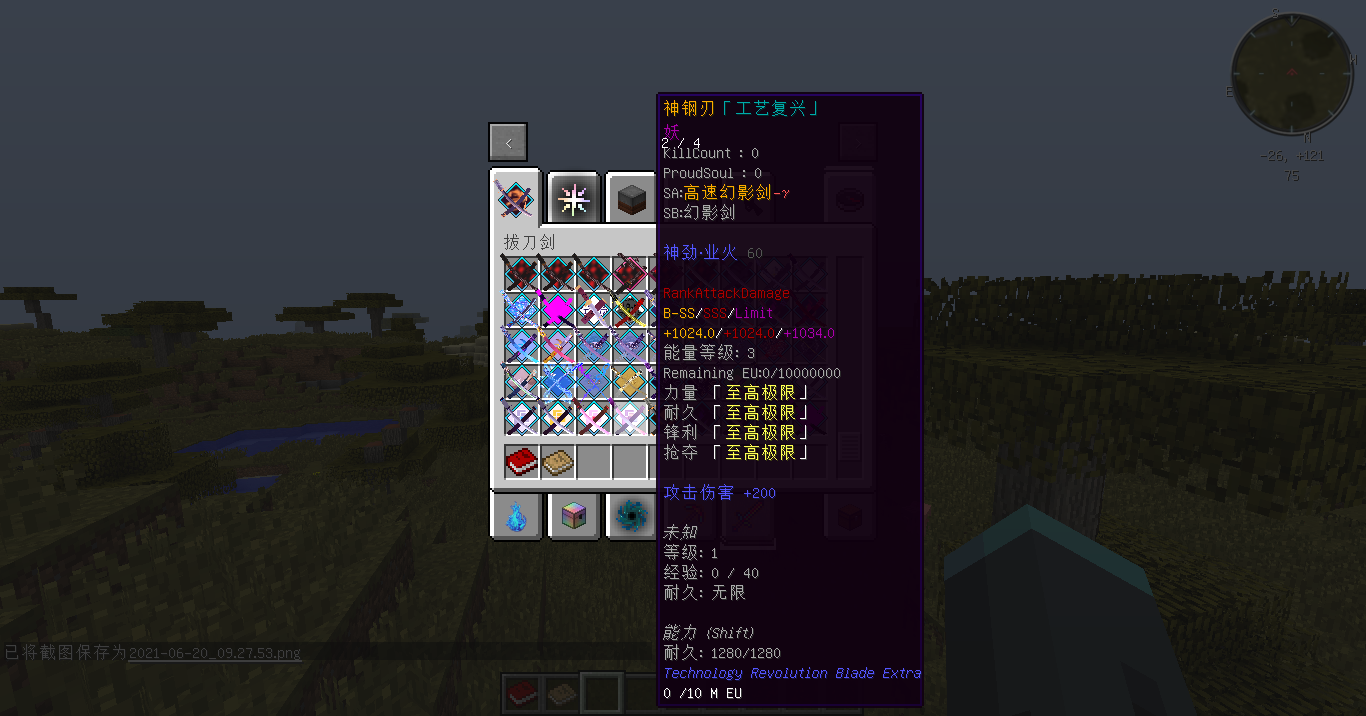 S
W
E
N
-26, +121
75
<
拔刀剑
神钢刃「工艺复兴」
妖
2 / 4
KillCount : 0
ProudSoul : 0
SA:高速幻影剑-γ
SB:幻影剑
神劲·业火 60
RankAttackDamage
B-SS/SSS/Limit
+1024.0/+1024.0/+1034.0
能量等级: 3
Remaining EU:0/10000000
力量 「至高极限」
耐久 「至高极限」
锋利 「至高极限」
抢夺 「至高极限」
攻击伤害 +200
未知
等级: 1
经验: 0 / 40
耐久: 无限
能力 (Shift)
耐久: 1280/1280
Technology Revolution Blade Extra
0 /10 M EU
已将截图保存为2021-06-20_09.27.53.png